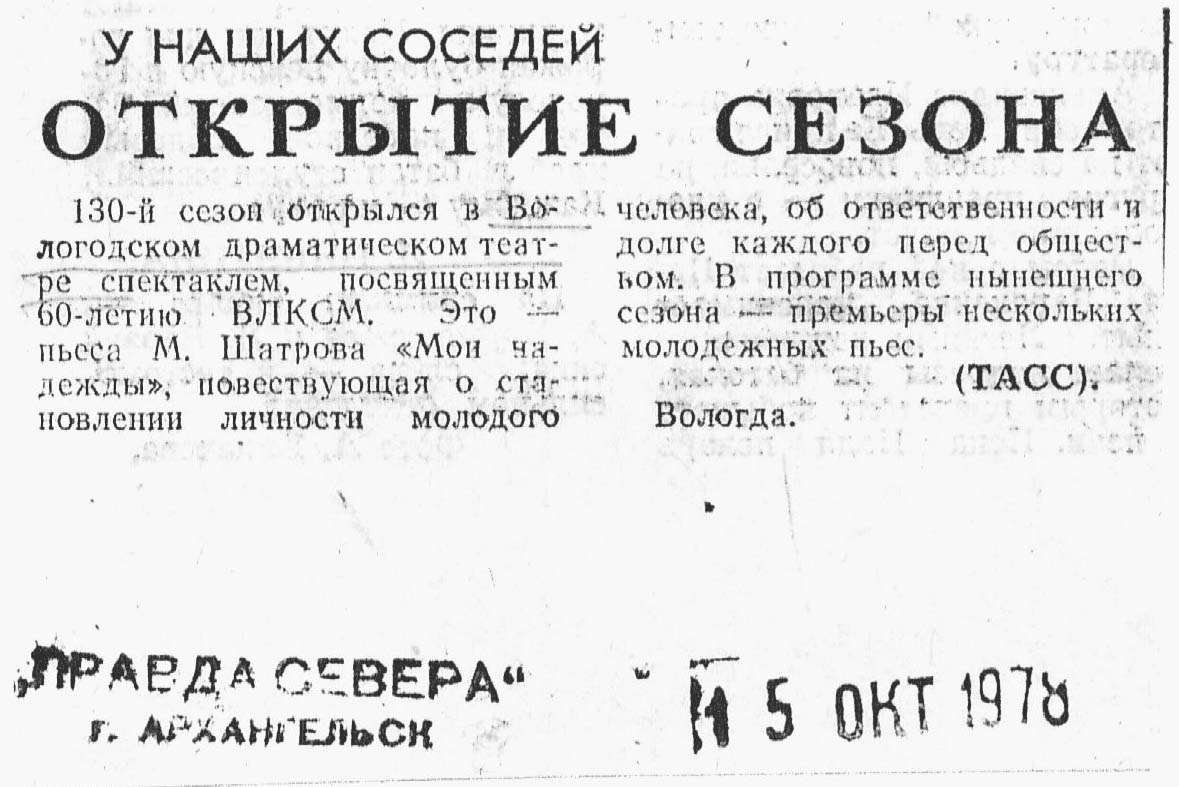 У НАШИХ СОСЕДЕЙ
ОТКРЫТИЕ СЕЗОНА
130-й сезон открылся в Во-
логодском драматическом теат-
ре спектаклем, посвященным
60-летию ВЛКСМ. Это —
пьеса М. Шатрова «Мои на-
дежды», повествующая о ста-
новлении личности молодого
человека, об ответственности и
долге каждого перед общест-
вом. В программе нынешнего
сезона — премьеры нескольких
молодежных пьес.
(ТАСС).
Вологда.
„ПРАВДА СЕВЕРА“
г. АРХАНГЕЛЬСК
15 ОКТ 1978